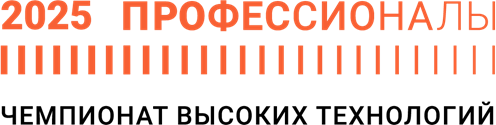 2025 ПРОФЕССИОНАЛЫ
ЧЕМПИОНАТ ВЫСОКИХ ТЕХНОЛОГИЙ